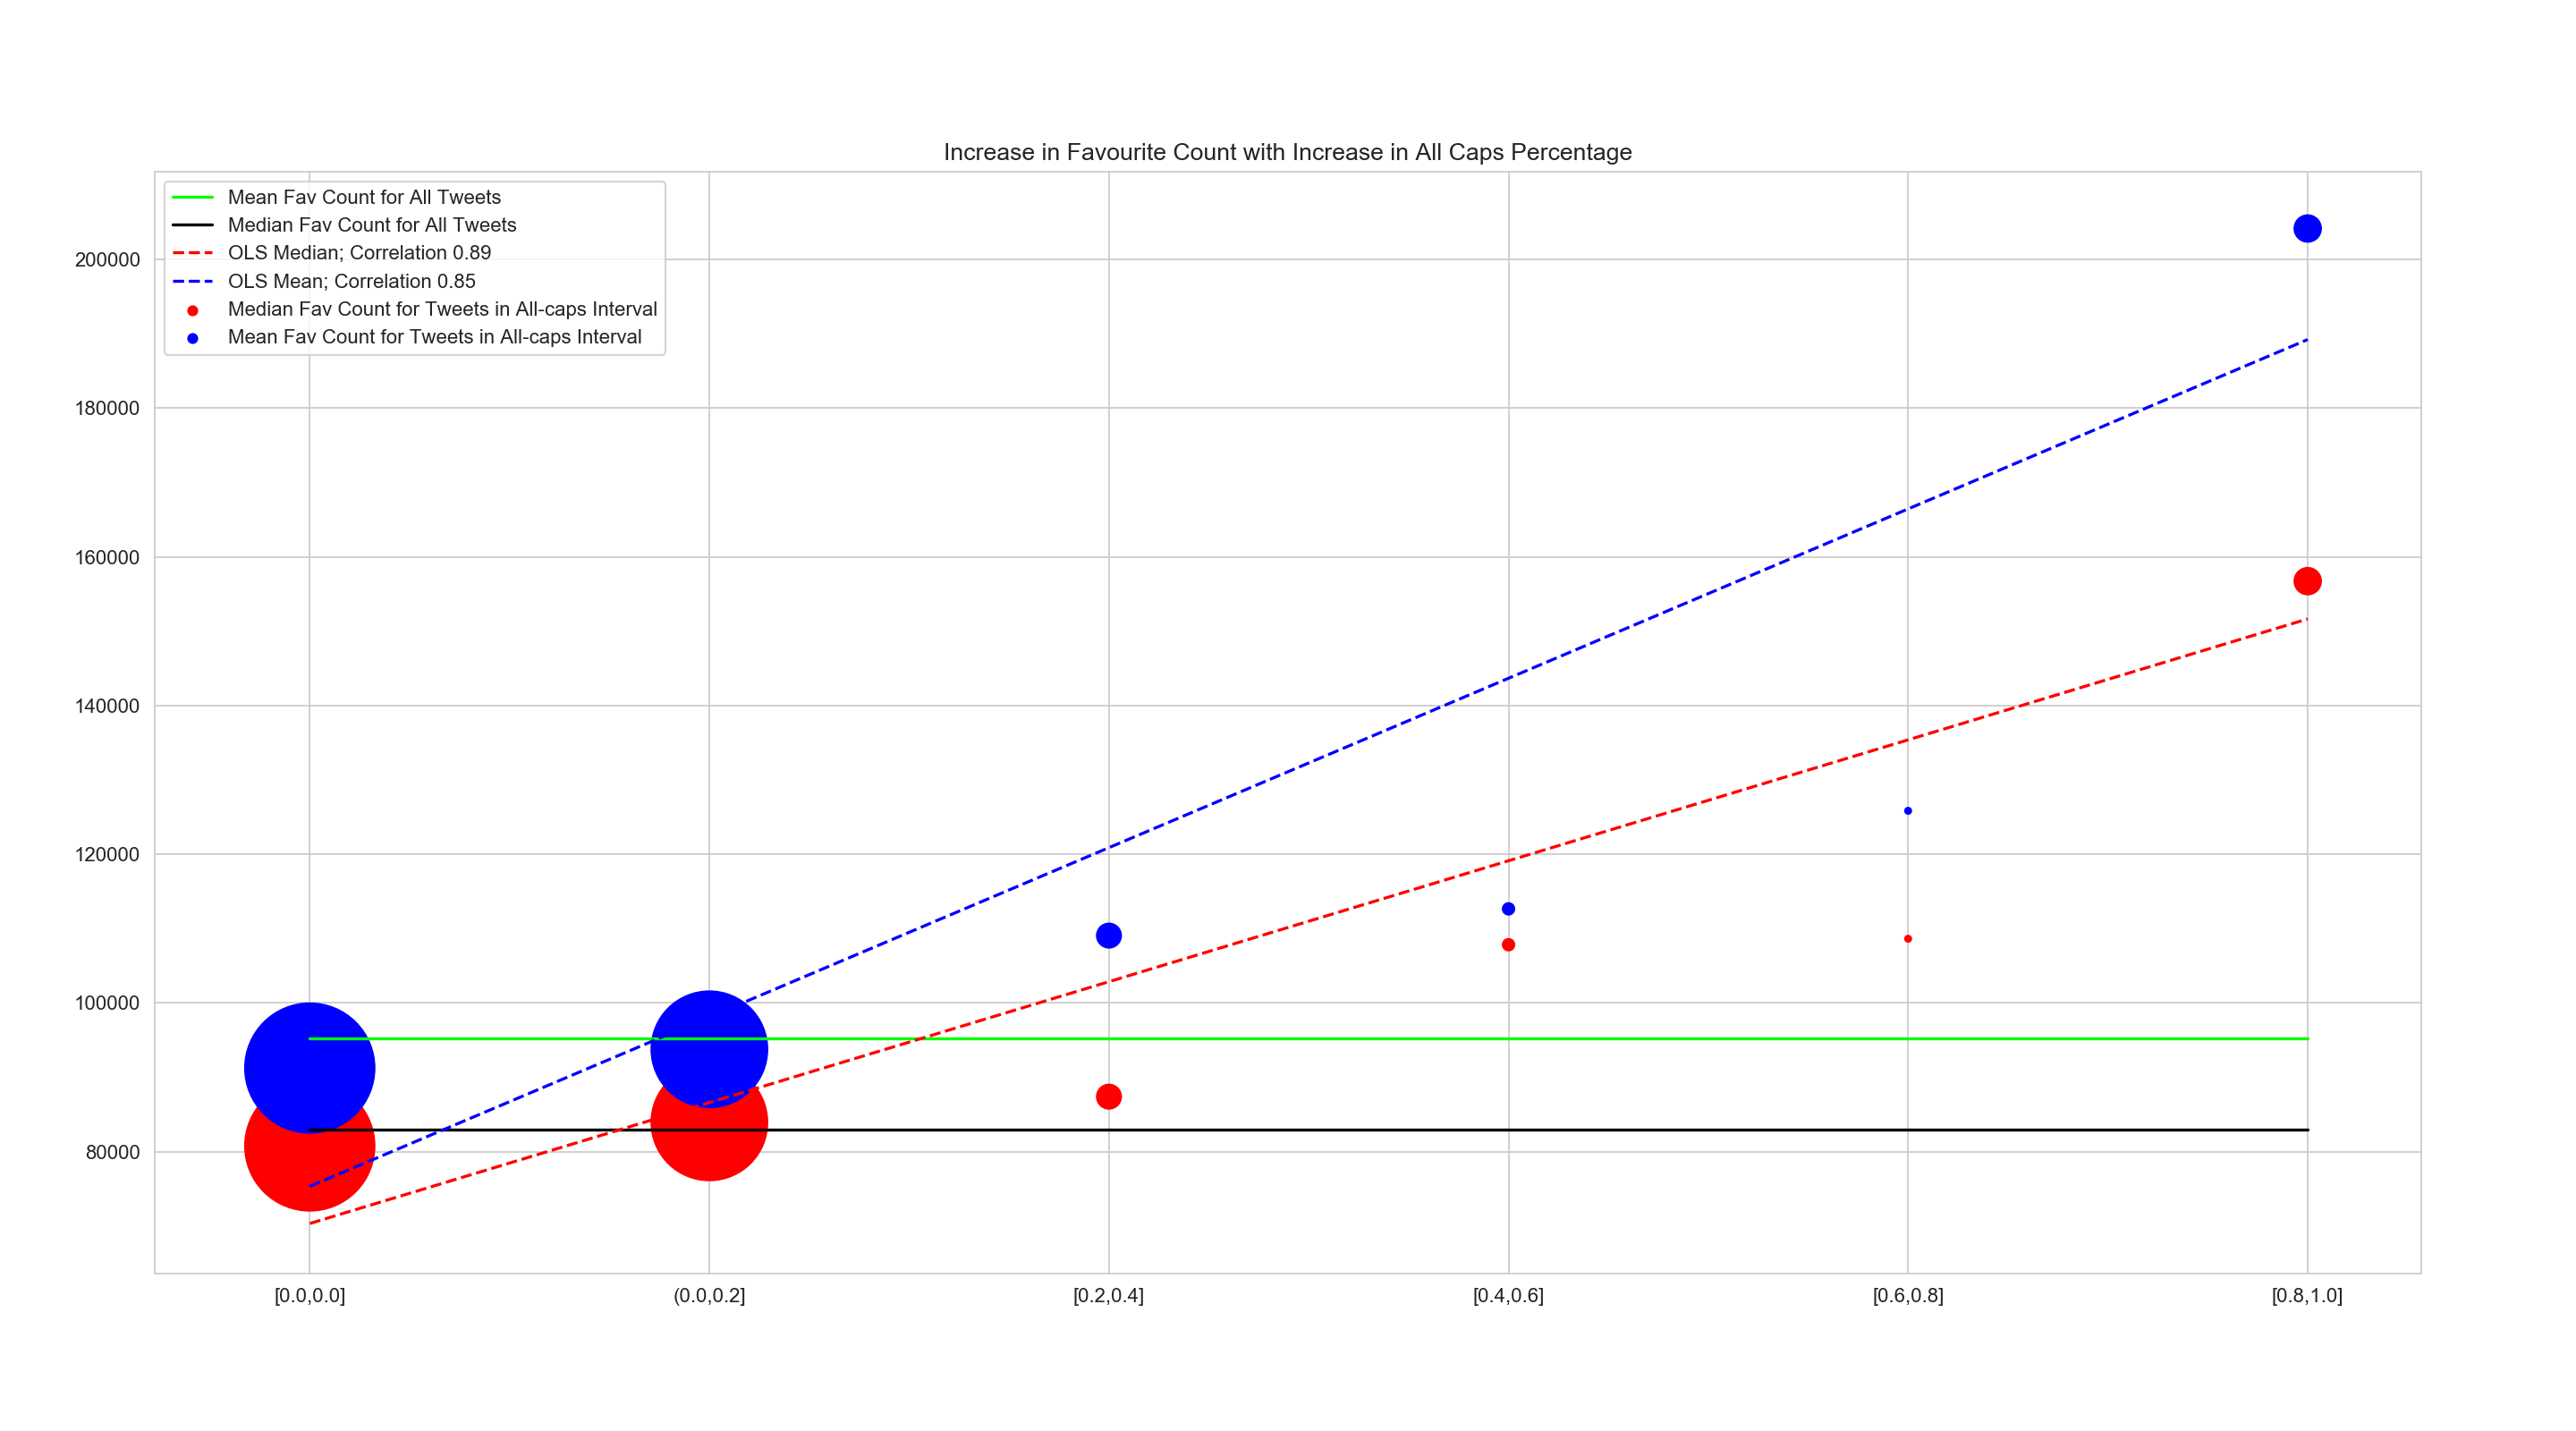 Increase in Favourite Count with Increase in All Caps Percentage
Mean Fav Count for All Tweets
Median Fav Count for All Tweets
OLS Median; Correlation 0.89
OLS Mean; Correlation 0.85
Median Fav Count for Tweets in All-caps Interval
Mean Fav Count for Tweets in All-caps Interval
200000
180000
160000
140000
120000
100000
80000
[0.0,0.0] (0.0,0.2] [0.2,0.4] [0.4,0.6] [0.6,0.8] [0.8,1.0]